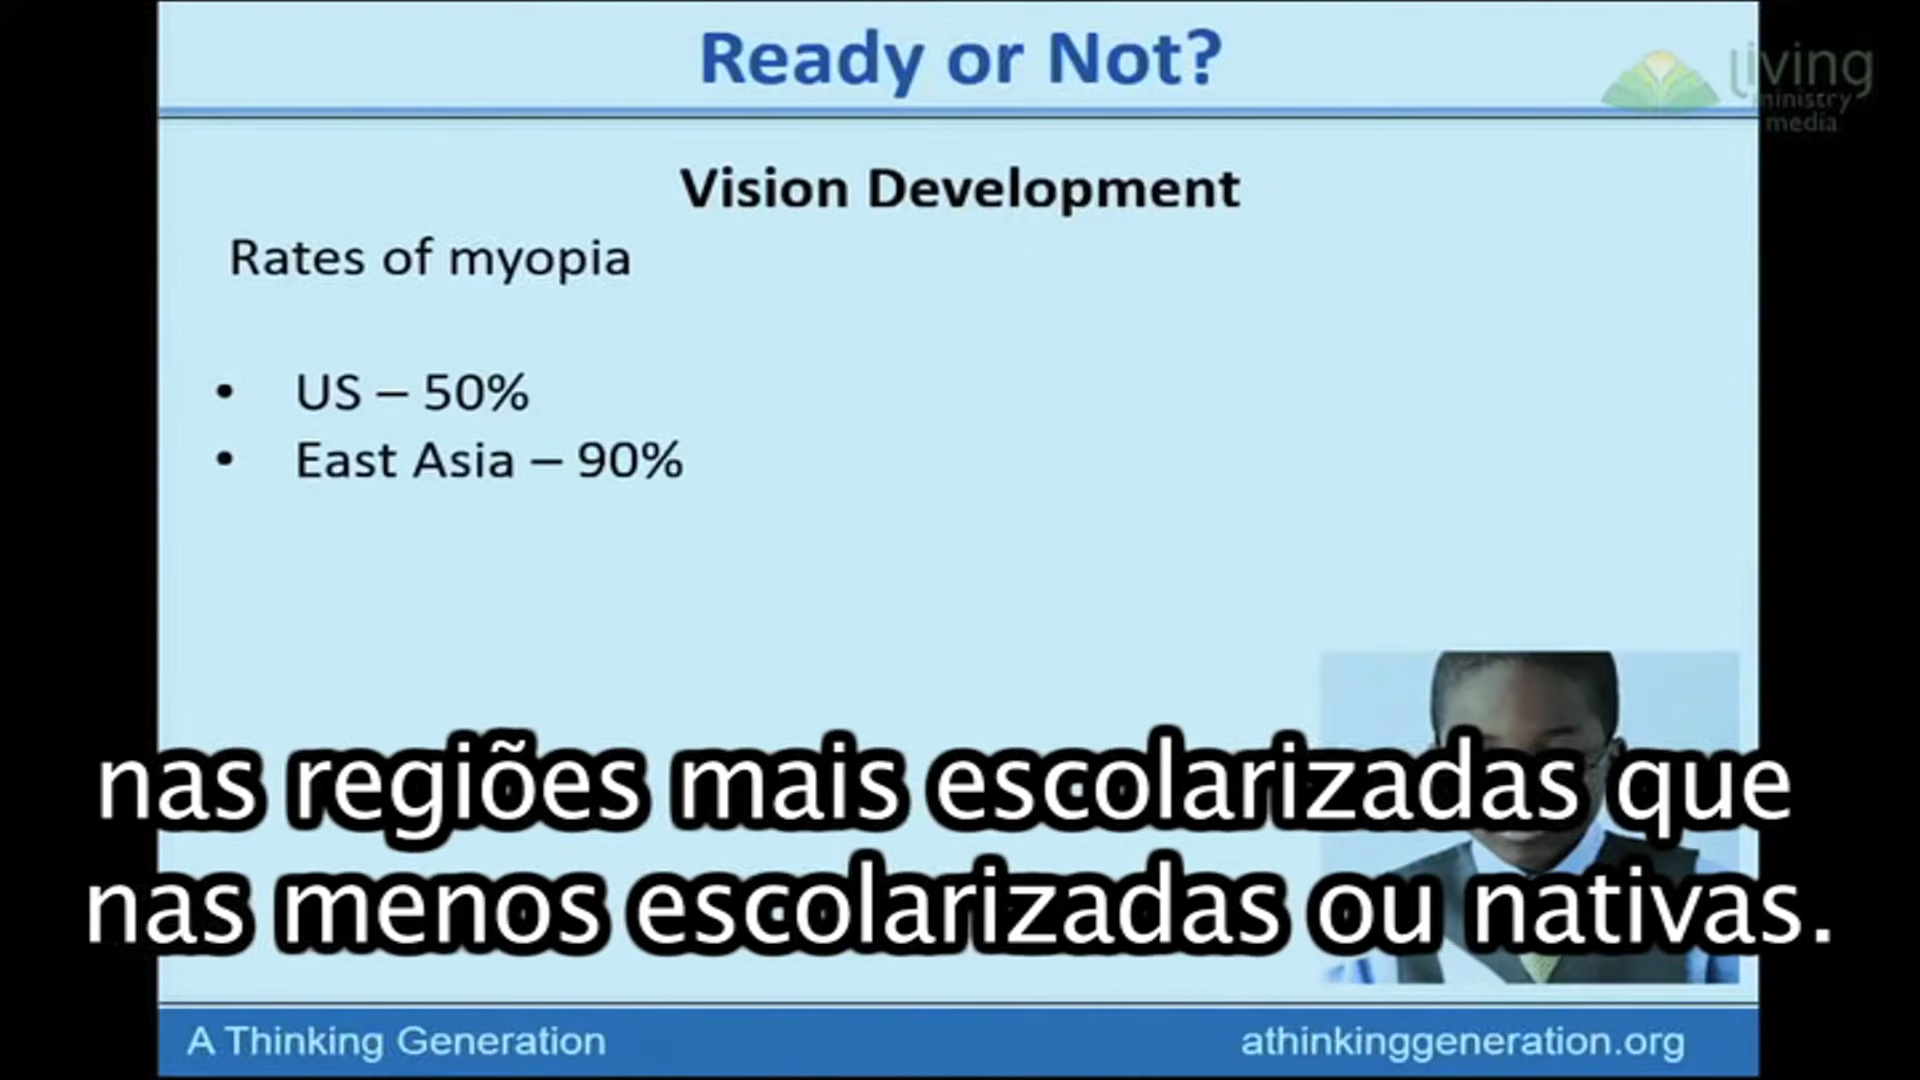 Ready or Not?
living
ministry
media
Vision Development
Rates of myopia
• US – 50%
• East Asia – 90%
nas regiões mais escolarizadas que
nas menos escolarizadas ou nativas.
A Thinking Generation
athinkinggeneration.org